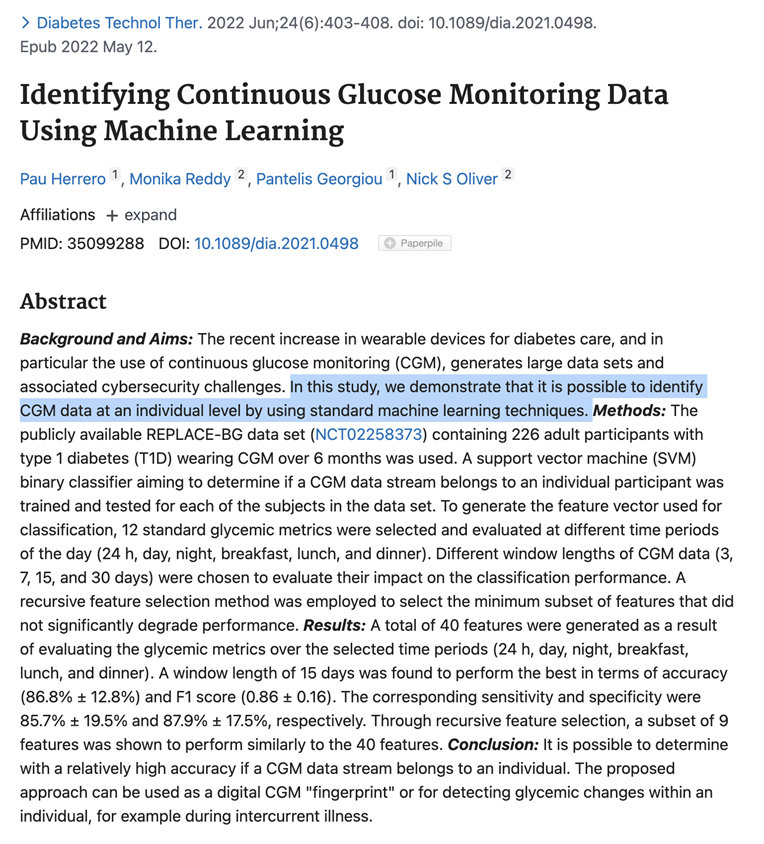 > Diabetes Technol Ther. 2022 Jun;24(6):403-408. doi: 10.1089/dia.2021.0498.
Epub 2022 May 12.
Identifying Continuous Glucose Monitoring Data
Using Machine Learning
Pau Herrero 1, Monika Reddy 2, Pantelis Georgiou 1, Nick S Oliver 2
Affiliations + expand
PMID: 35099288 DOI: 10.1089/dia.2021.0498 Paperpile
Abstract
Background and Aims: The recent increase in wearable devices for diabetes care, and in
particular the use of continuous glucose monitoring (CGM), generates large data sets and
associated cybersecurity challenges. In this study, we demonstrate that it is possible to identify
CGM data at an individual level by using standard machine learning techniques. Methods: The
publicly available REPLACE-BG data set (NCT02258373) containing 226 adult participants with
type 1 diabetes (T1D) wearing CGM over 6 months was used. A support vector machine (SVM)
binary classifier aiming to determine if a CGM data stream belongs to an individual participant was
trained and tested for each of the subjects in the data set. To generate the feature vector used for
classification, 12 standard glycemic metrics were selected and evaluated at different time periods
of the day (24 h, day, night, breakfast, lunch, and dinner). Different window lengths of CGM data (3,
7, 15, and 30 days) were chosen to evaluate their impact on the classification performance. A
recursive feature selection method was employed to select the minimum subset of features that did
not significantly degrade performance. Results: A total of 40 features were generated as a result
of evaluating the glycemic metrics over the selected time periods (24 h, day, night, breakfast,
lunch, and dinner). A window length of 15 days was found to perform the best in terms of accuracy
(86.8% ± 12.8%) and F1 score (0.86 ± 0.16). The corresponding sensitivity and specificity were
85.7% ± 19.5% and 87.9% ± 17.5%, respectively. Through recursive feature selection, a subset of 9
features was shown to perform similarly to the 40 features. Conclusion: It is possible to determine
with a relatively high accuracy if a CGM data stream belongs to an individual. The proposed
approach can be used as a digital CGM "fingerprint" or for detecting glycemic changes within an
individual, for example during intercurrent illness.